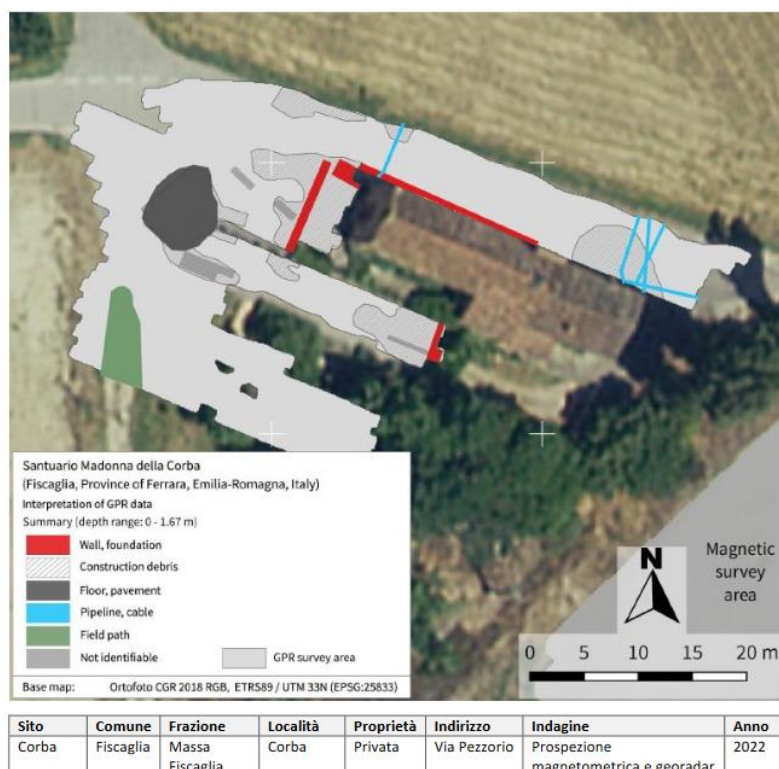 Santuario Madonna della Corba
(Fiscaglia, Province of Ferrara, Emilia-Romagna, Italy)
Interpretation of GPR data
Summary (depth range: 0 - 1.67 m)
Wall, foundation
Construction debris
Floor, pavement
Pipeline, cable
Field path
Not identifiable
GPR survey area
Base map: Ortofoto CGR 2018 RGB, ETRS89 / UTM 33N (EPSG:25833)
N
Magnetic
survey
area
0 5 10 15 20 m
Sito Comune Frazione Località Proprietà Indirizzo Indagine Anno
Corba Fiscaglia Massa Corba Privata Via Pezzorio Prospezione 2022
Fiscaglia magnetometrica e georadar